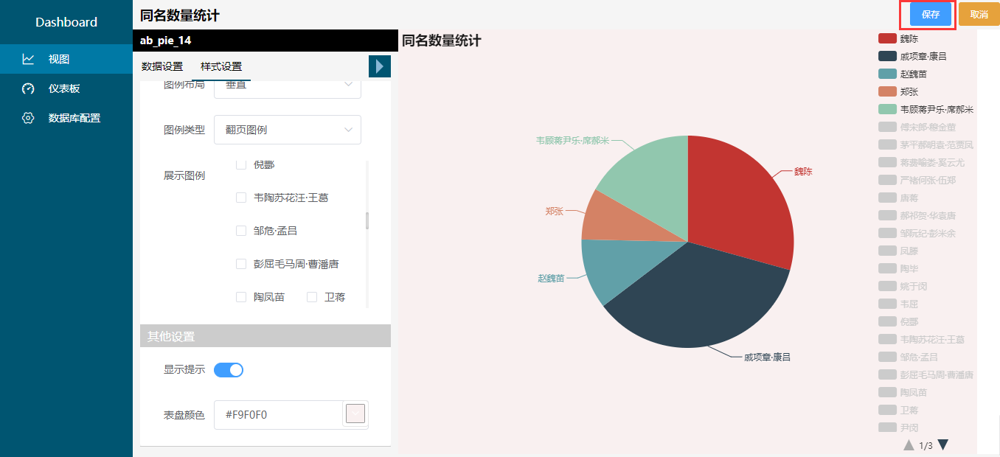 Dashboard
视图
仪表板
数据库配置
同名数量统计
保存
取消
ab_pie_14
数据设置
样式设置
图例布局
垂直
图例类型
翻页图例
展示图例
倪酆
韦陶苏花汪·王葛
邹危·孟吕
彭屈毛马周·曹潘唐
陶凤苗
卫蒋
其他设置
显示提示
表盘颜色
#F9F0F0
同名数量统计
韦顾蒋尹乐·席郝米
魏陈
郑张
赵魏苗
戚项章·康吕
魏陈
戚项章·康吕
赵魏苗
郑张
韦顾蒋尹乐·席郝米
傅宋郎·穆金董
茅平郝明袁·范贾凤
蒋费喻娄·奚云尤
严褚何张·伍郑
唐蒋
郝祁贺·华袁唐
邹阮纪·彭米余
凤滕
陶毕
姚于闵
韦屈
倪酆
韦陶苏花汪·王葛
邹危·孟吕
彭屈毛马周·曹潘唐
陶凤苗
卫蒋
尹闵
1/3